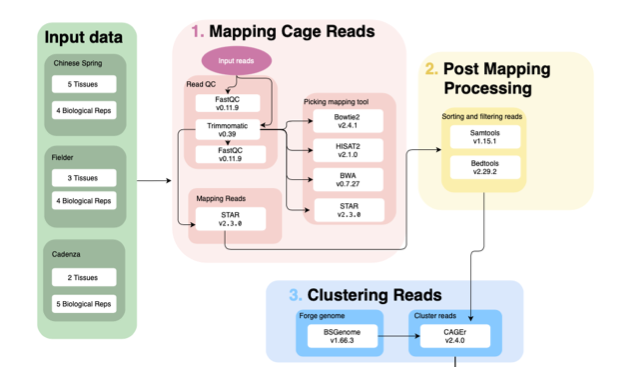 Input data
Chinese Spring
5 Tissues
4 Biological Reps
Fielder
3 Tissues
4 Biological Reps
Cadenza
2 Tissues
5 Biological Reps
1. Mapping Cage Reads
Input reads
Read QC
FastQC
v0.11.9
Trimmomatic
v0.39
FastQC
v0.11.9
Picking mapping tool
Bowtie2
v2.4.1
HISAT2
v2.1.0
BWA
v0.7.27
STAR
v2.3.0
Mapping Reads
STAR
v2.3.0
2. Post Mapping
Processing
Sorting and filtering reads
Samtools
v1.15.1
Bedtools
v2.29.2
3. Clustering Reads
Forge genome
BSGenome
v1.66.3
Cluster reads
CAGEr
v2.4.0